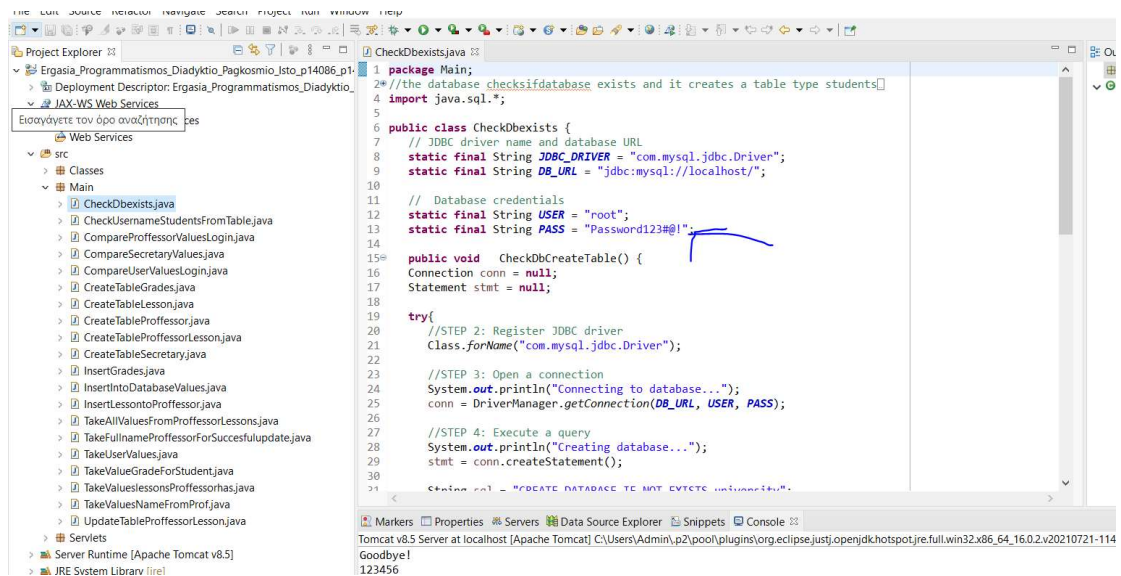 File Edit Source Refactor Navigate Search Project Run Window Help
Project Explorer
CheckDbexists.java
Ou
Ergasia_Programmatismos_Diadyktio_Pagkosmio_Isto_p14086_p14
Deployment Descriptor: Ergasia_Programmatismos_Diadyktio_
JAX-WS Web Services
Εισαγάγετε τον όρο αναζήτησης
ces
Web Services
src
Classes
Main
CheckDbexists.java
CheckUsernameStudentsFromTable.java
CompareProffessorValuesLogin.java
CompareSecretaryValues.java
CompareUserValuesLogin.java
CreateTableGrades.java
CreateTableLesson.java
CreateTableProffessor.java
CreateTableProffessorLesson.java
CreateTableSecretary.java
InsertGrades.java
InsertIntoDatabaseValues.java
InsertLessontoProffessor.java
TakeAllValuesFromProffessorLessons.java
TakeFullnameProffessorForSuccesfulupdate.java
TakeUserValues.java
TakeValueGradeForStudent.java
TakeValueslessonsProffessorhas.java
TakeValuesNameFromProf.java
UpdateTableProffessorLesson.java
Servlets
Server Runtime [Apache Tomcat v8.5]
JRE System Library [jre]
1 package Main;
2 //the database checksifdatabase exists and it creates a table type students
4 import java.sql.*;
5
6 public class CheckDbexists {
7 // JDBC driver name and database URL
8 static final String JDBC_DRIVER = "com.mysql.jdbc.Driver";
9 static final String DB_URL = "jdbc:mysql://localhost/";
10
11 // Database credentials
12 static final String USER = "root";
13 static final String PASS = "Password123#@!";
14
15 public void CheckDbCreateTable() {
16 Connection conn = null;
17 Statement stmt = null;
18
19 try{
20 //STEP 2: Register JDBC driver
21 Class.forName("com.mysql.jdbc.Driver");
22
23 //STEP 3: Open a connection
24 System.out.println("Connecting to database...");
25 conn = DriverManager.getConnection(DB_URL, USER, PASS);
26
27 //STEP 4: Execute a query
28 System.out.println("Creating database...");
29 stmt = conn.createStatement();
30
31 String sql = "CREATE DATABASE IF NOT EXISTS university";
Markers Properties Servers Data Source Explorer Snippets Console
Tomcat v8.5 Server at localhost [Apache Tomcat] C:\Users\Admin\.p2\pool\plugins\org.eclipse.justj.openjdk.hotspot.jre.full.win32.x86_64_16.0.2.v20210721-114
Goodbye!
123456